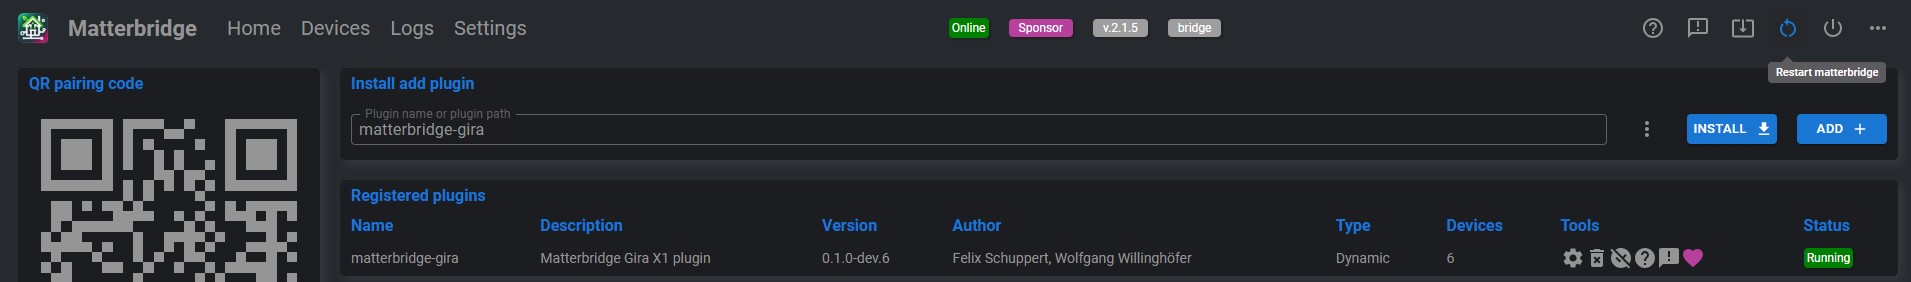 Matterbridge Home Devices Logs Settings Online Sponsor v.2.1.5 bridge
Restart matterbridge
QR pairing code
Install add plugin
Plugin name or plugin path
matterbridge-gira
INSTALL ADD
Registered plugins
Name Description Version Author Type Devices Tools Status
matterbridge-gira Matterbridge Gira X1 plugin 0.1.0-dev.6 Felix Schuppert, Wolfgang Willinghöfer Dynamic 6 Running